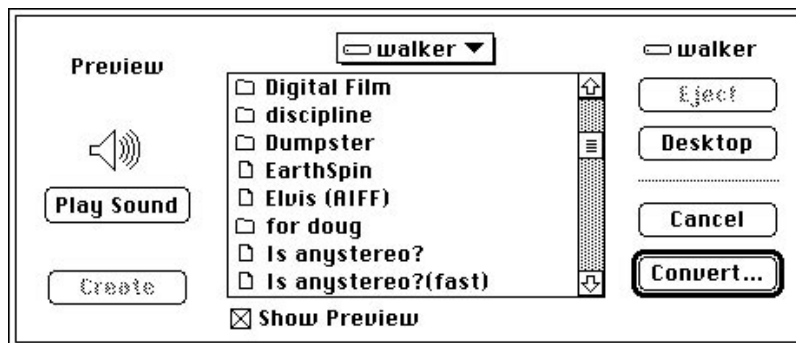 Preview
Play Sound
Create
walker
Digital Film
discipline
Dumpster
EarthSpin
Elvis (AIFF)
for doug
Is anystereo?
Is anystereo?(fast)
Show Preview
walker
Eject
Desktop
Cancel
Convert...